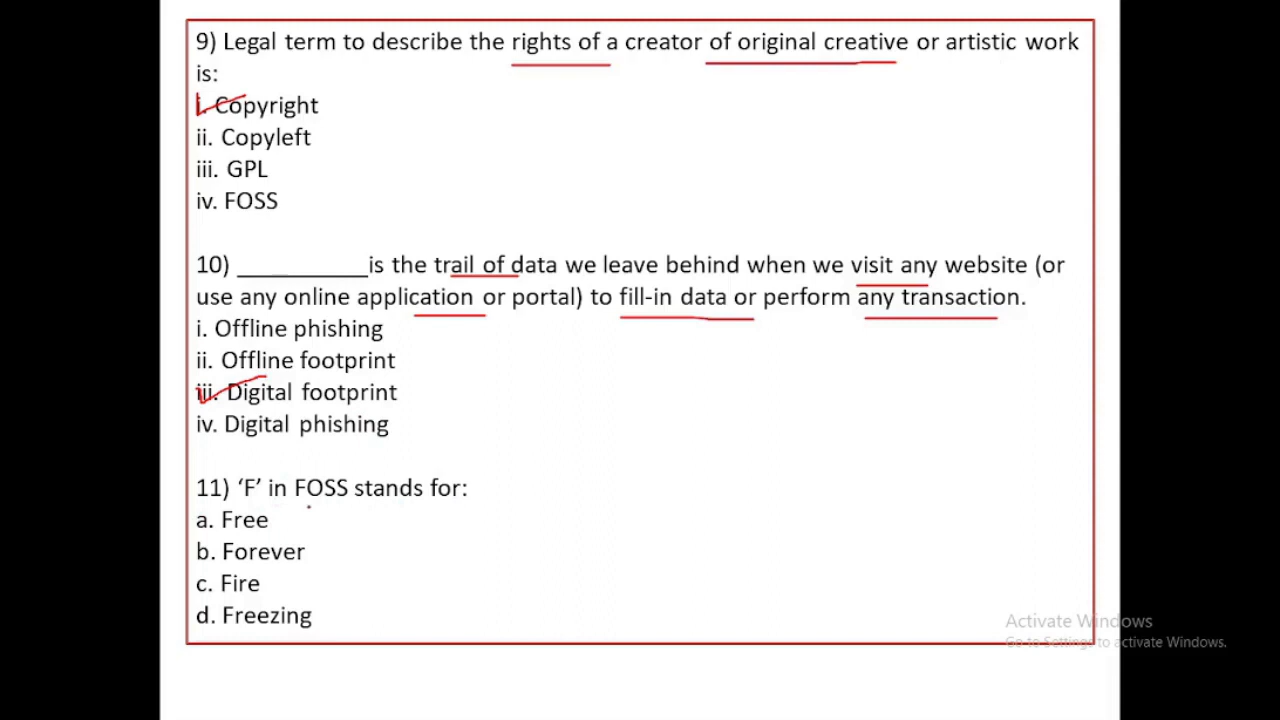 9) Legal term to describe the rights of a creator of original creative or artistic work
is:
i. Copyright
ii. Copyleft
iii. GPL
iv. FOSS
10) __________is the trail of data we leave behind when we visit any website (or
use any online application or portal) to fill-in data or perform any transaction.
i. Offline phishing
ii. Offline footprint
iii. Digital footprint
iv. Digital phishing
11) ‘F’ in FOSS stands for:
a. Free
b. Forever
c. Fire
d. Freezing
Activate Windows
Go to Settings to activate Windows.